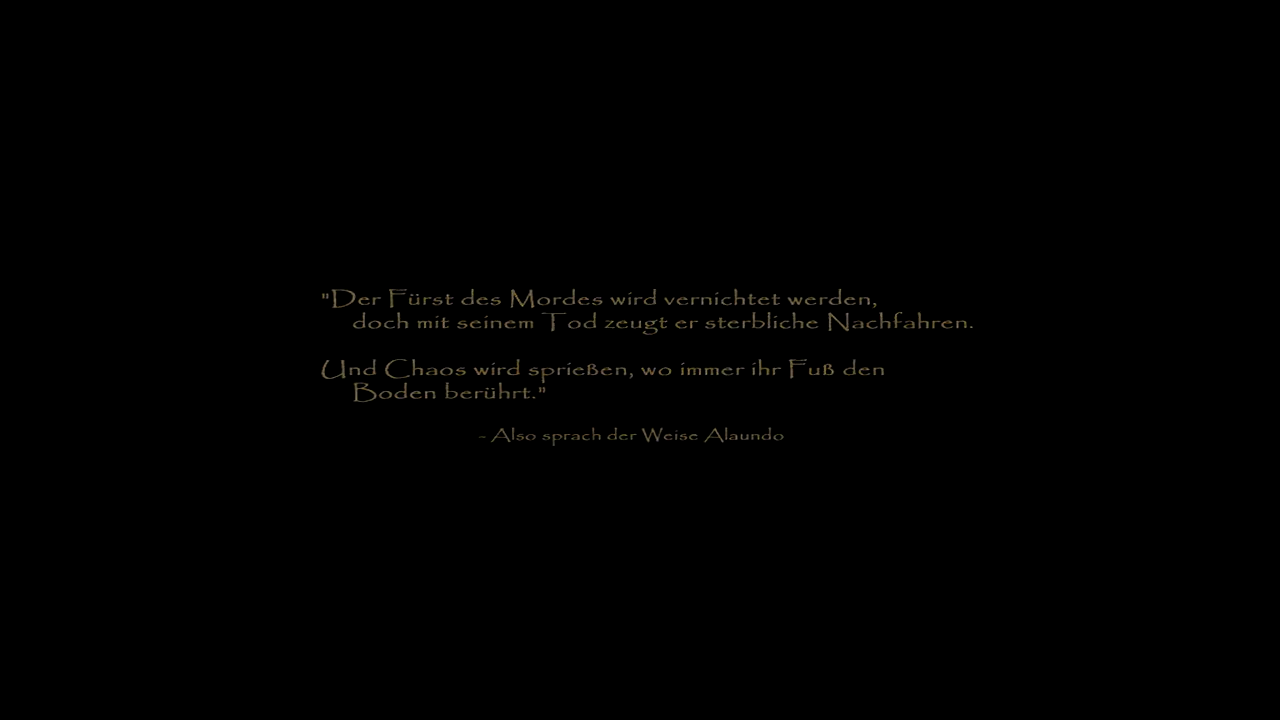 "Der Fürst des Mordes wird vernichtet werden,
doch mit seinem Tod zeugt er sterbliche Nachfahren.
Und Chaos wird sprießen, wo immer ihr Fuß den
Boden berührt."
- Also sprach der Weise Alaundo